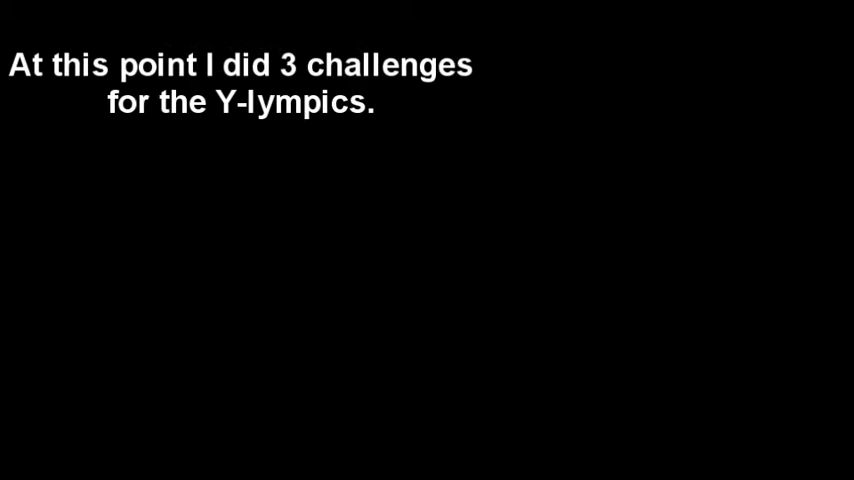 At this point I did 3 challenges
for the Y-lympics.